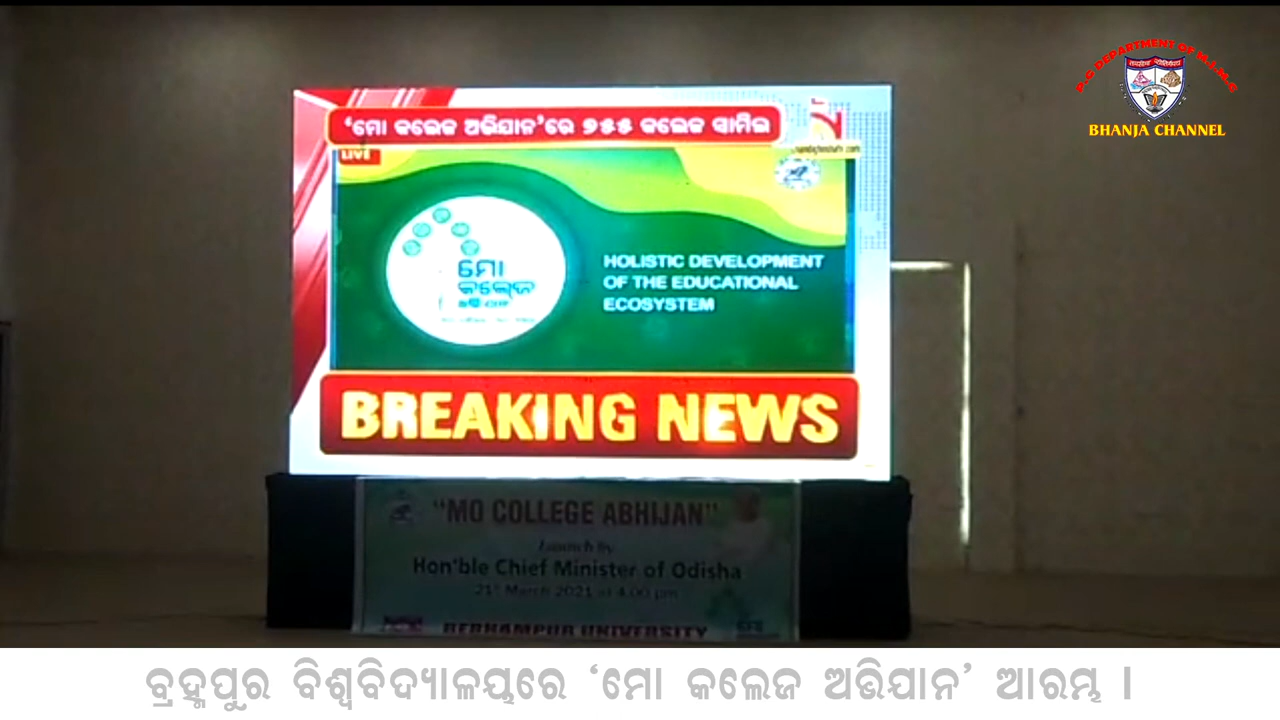 P.G DEPARTMENT OF M.J.M.C
BHANJA CHANNEL
‘ମୋ କଲେଜ ଅଭିଯାନ’ରେ ୭୫୫ କଲେଜ ସାମିଲ
LIVE
ମୋ
କଲେଜ
HOLISTIC DEVELOPMENT
OF THE EDUCATIONAL
ECOSYSTEM
BREAKING NEWS
"MO COLLEGE ABHIJAN"
Launch by
Hon'ble Chief Minister of Odisha
21st March 2021 at 4.00 pm
BERHAMPUR UNIVERSITY
ବ୍ରହ୍ମପୁର ବିଶ୍ୱବିଦ୍ୟାଳୟରେ ‘ମୋ କଲେଜ ଅଭିଯାନ’ ଆରମ୍ଭ ।